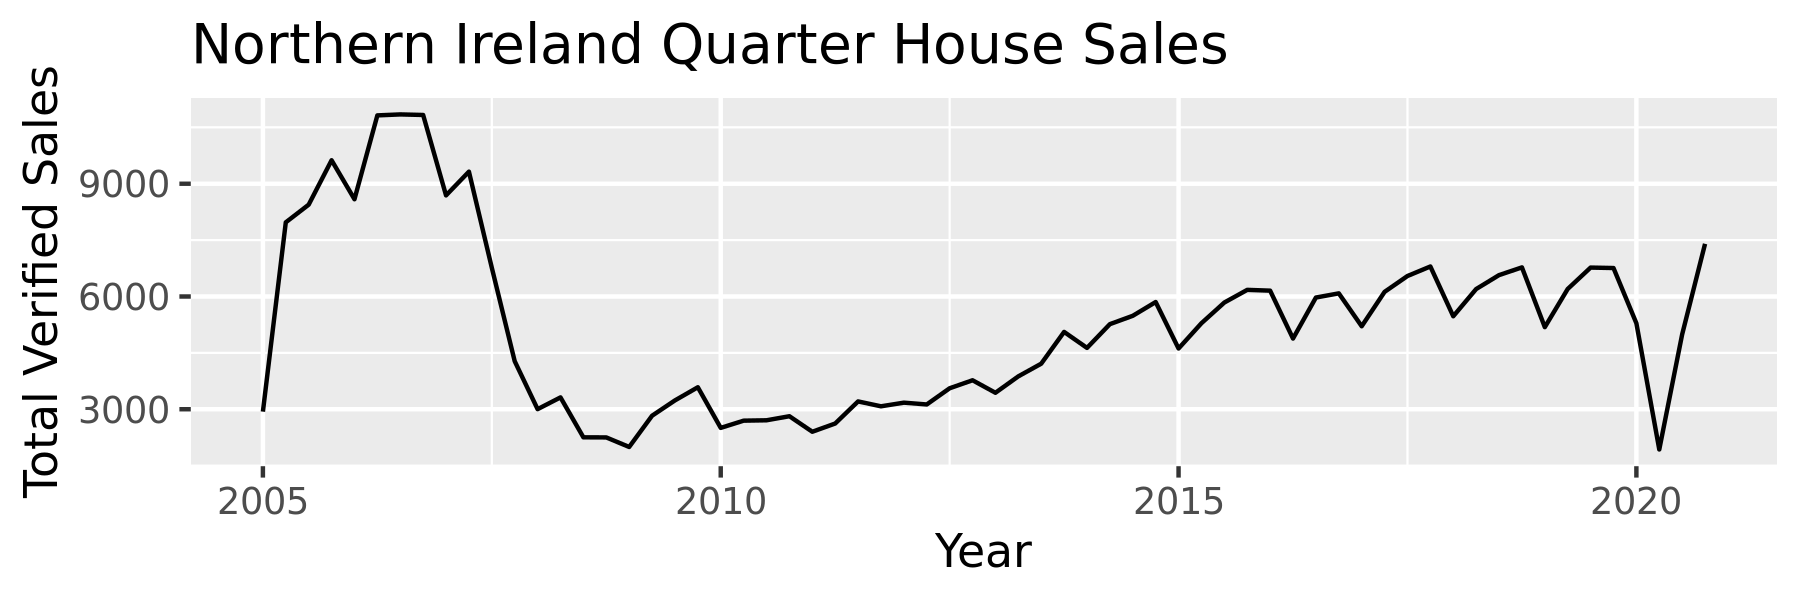 Northern Ireland Quarter House Sales
Total Verified Sales
9000
6000
3000
2005 2010 2015 2020
Year